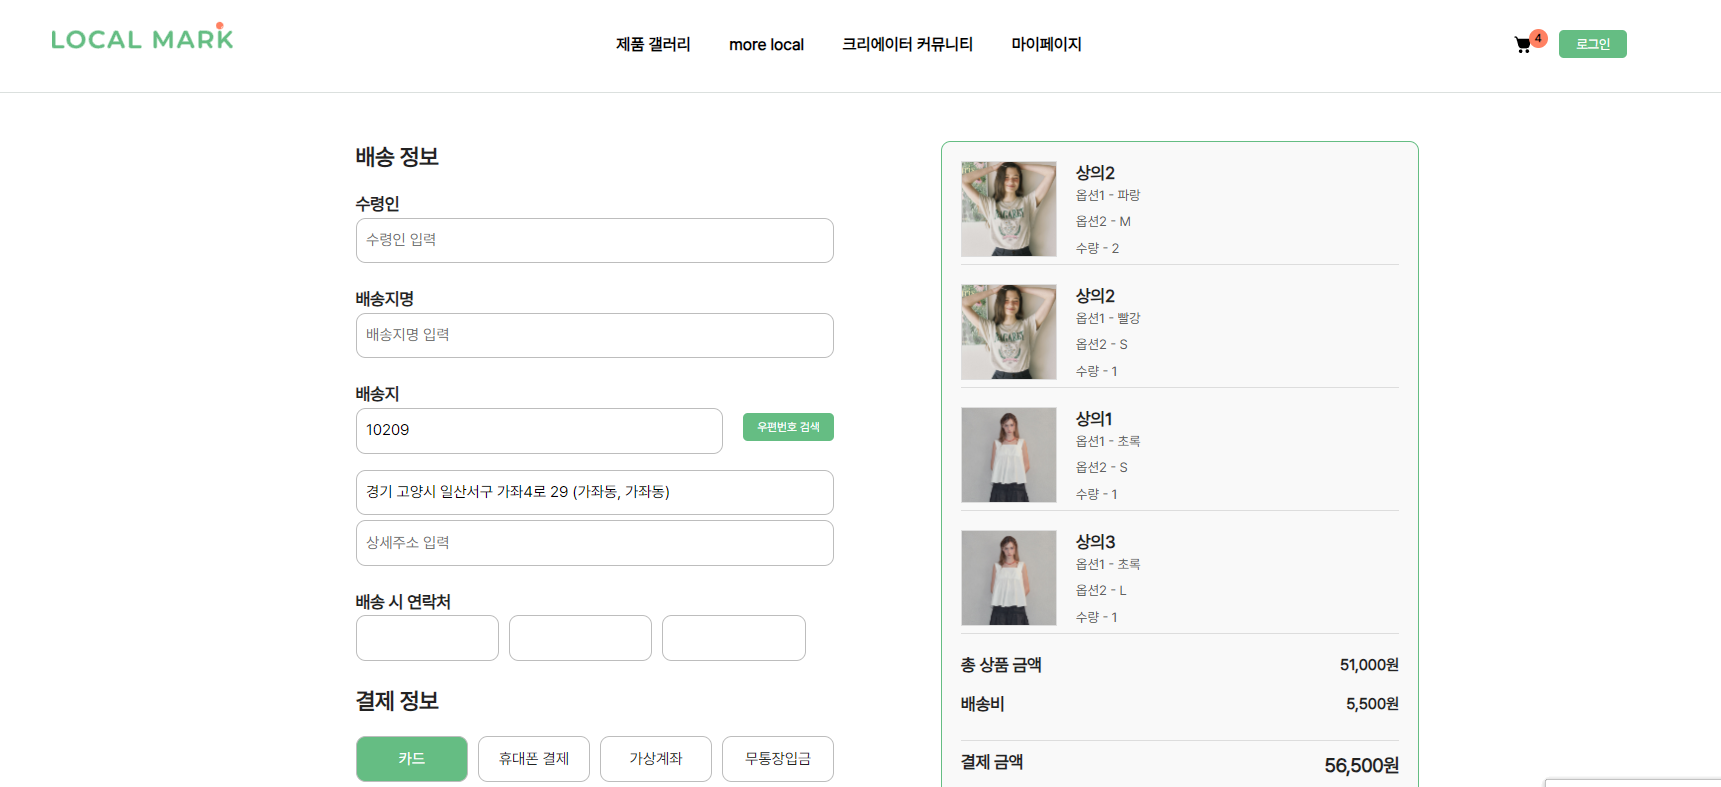 LOCAL MARK
제품 갤러리
more local
크리에이터 커뮤니티
마이페이지
4
로그인
배송 정보
수령인
수령인 입력
배송지명
배송지명 입력
배송지
10209
우편번호 검색
경기 고양시 일산서구 가좌4로 29 (가좌동, 가좌동)
상세주소 입력
배송 시 연락처
결제 정보
카드
휴대폰 결제
가상계좌
무통장입금
상의2
옵션1 - 파랑
옵션2 - M
수량 - 2
상의2
옵션1 - 빨강
옵션2 - S
수량 - 1
상의1
옵션1 - 초록
옵션2 - S
수량 - 1
상의3
옵션1 - 초록
옵션2 - L
수량 - 1
총 상품 금액
51,000원
배송비
5,500원
결제 금액
56,500원